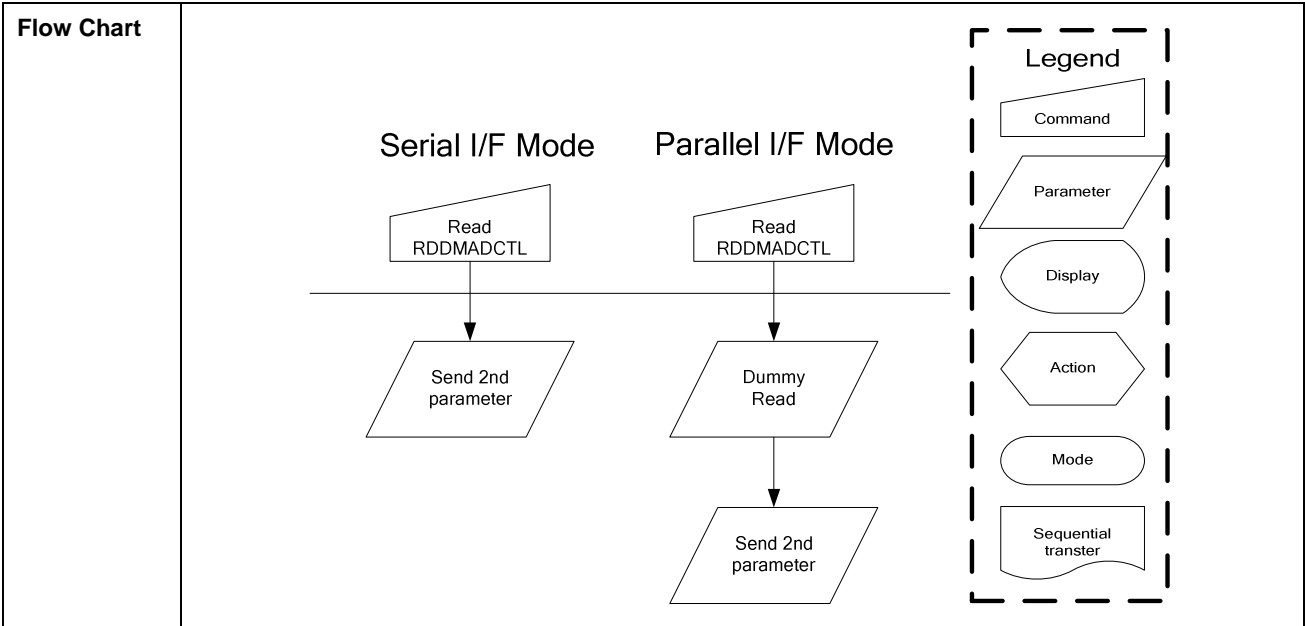 Flow Chart
Serial I/F Mode
Read
RDDMADCTL
Send 2nd
parameter
Parallel I/F Mode
Read
RDDMADCTL
Dummy
Read
Send 2nd
parameter
Legend
Command
Parameter
Display
Action
Mode
Sequential
transter